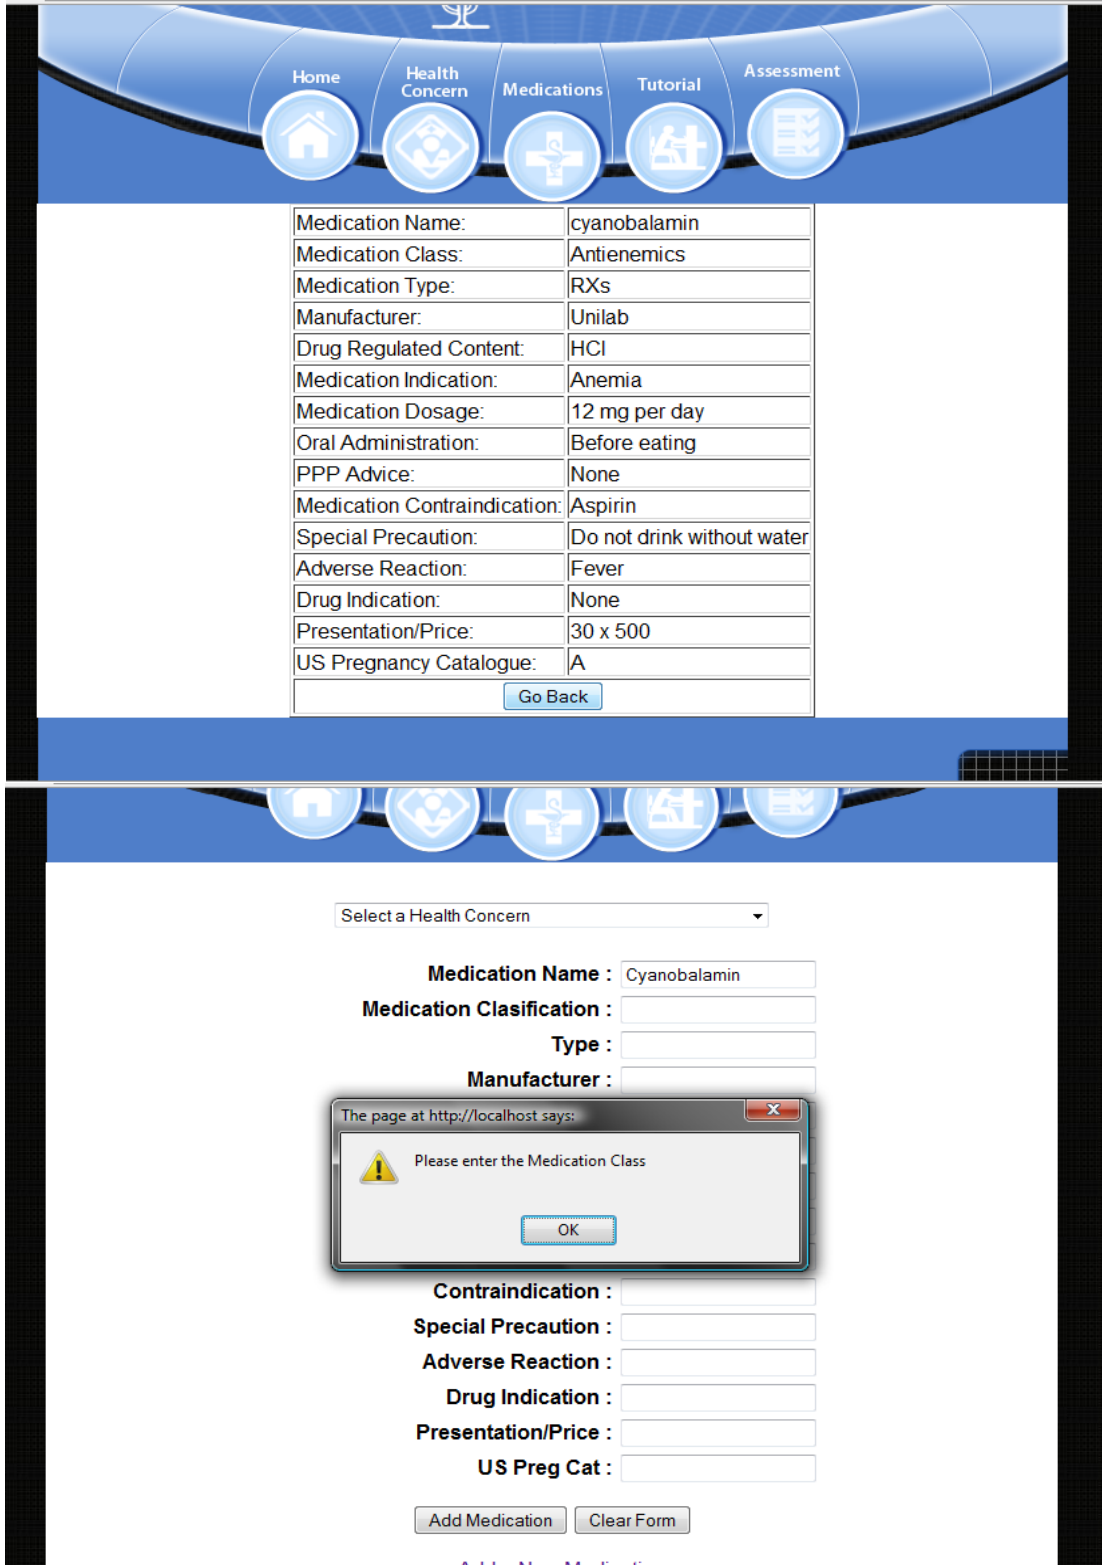 Home
Health
Concern
Medications
Tutorial
Assessment
Medication Name: cyanobalamin
Medication Class: Antienemics
Medication Type: RXs
Manufacturer: Unilab
Drug Regulated Content: HCl
Medication Indication: Anemia
Medication Dosage: 12 mg per day
Oral Administration: Before eating
PPP Advice: None
Medication Contraindication: Aspirin
Special Precaution: Do not drink without water
Adverse Reaction: Fever
Drug Indication: None
Presentation/Price: 30 x 500
US Pregnancy Catalogue: A
Go Back
Select a Health Concern
Medication Name : Cyanobalamin
Medication Clasification :
Type :
Manufacturer :
The page at http://localhost says:
Please enter the Medication Class
OK
Contraindication :
Special Precaution :
Adverse Reaction :
Drug Indication :
Presentation/Price :
US Preg Cat :
Add Medication Clear Form